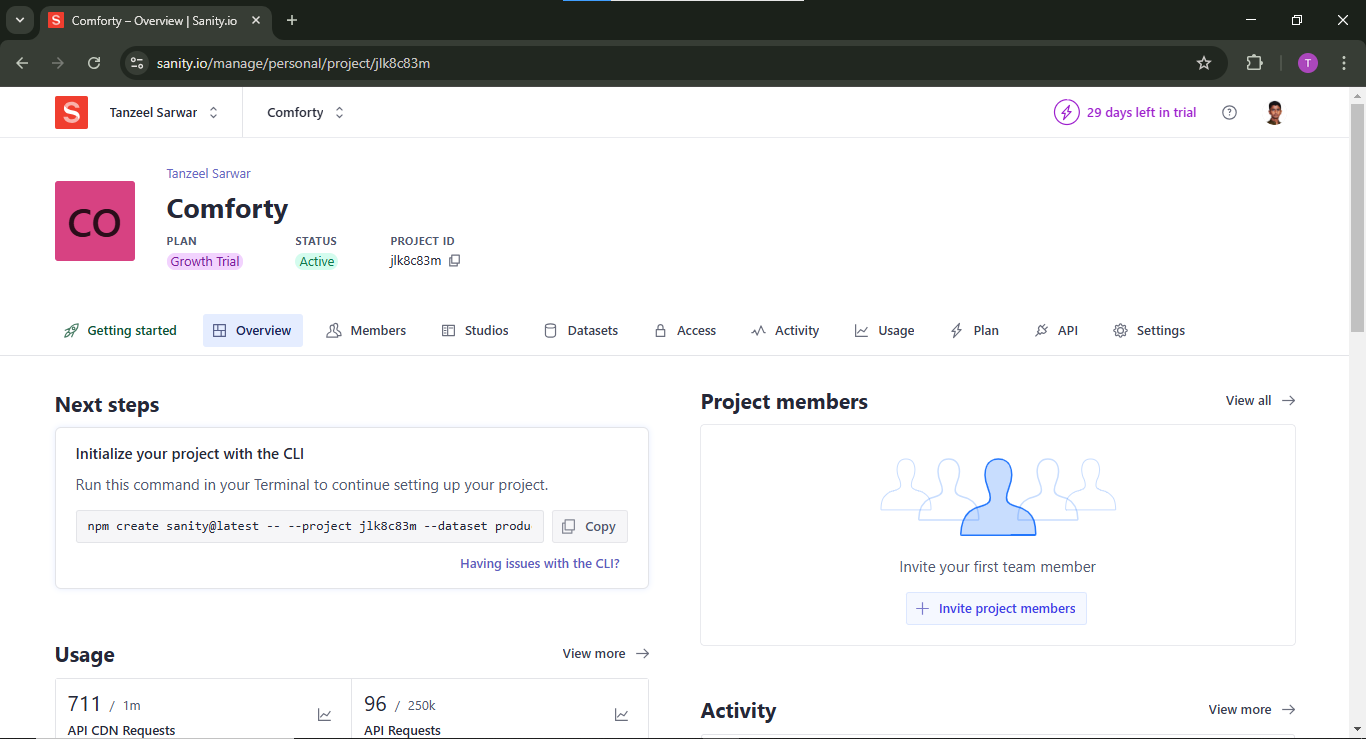 Comforty – Overview | Sanity.io
sanity.io/manage/personal/project/jlk8c83m
T
S
Tanzeel Sarwar
Comforty
29 days left in trial
CO
Tanzeel Sarwar
Comforty
PLAN
STATUS
PROJECT ID
Growth Trial
Active
jlk8c83m
Getting started
Overview
Members
Studios
Datasets
Access
Activity
Usage
Plan
API
Settings
Next steps
Initialize your project with the CLI
Run this command in your Terminal to continue setting up your project.
npm create sanity@latest -- --project jlk8c83m --dataset produ
Copy
Having issues with the CLI?
Project members
View all
Invite your first team member
Invite project members
Usage
View more
711 / 1m
API CDN Requests
96 / 250k
API Requests
Activity
View more